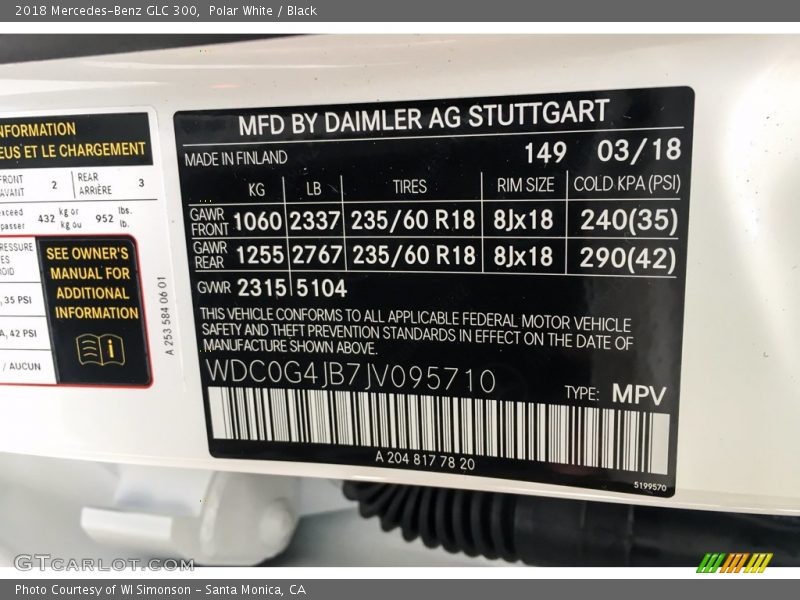 2018 Mercedes-Benz GLC 300, Polar White / Black
NFORMATION
EUS ET LE CHARGEMENT
FRONT
AVANT
2
REAR
ARRIÈRE
3
exceed
passer
432 kg or
kg ou
952 lbs.
lb.
RESSURE
, 35 PSI
A, 42 PSI
/ AUCUN
SEE OWNER'S
MANUAL FOR
ADDITIONAL
INFORMATION
A 253 584 06 01
MFD BY DAIMLER AG STUTTGART
MADE IN FINLAND 149 03/18
KG LB TIRES RIM SIZE COLD KPA (PSI)
GAWR
FRONT 1060 2337 235/60 R18 8Jx18 240(35)
GAWR
REAR 1255 2767 235/60 R18 8Jx18 290(42)
GVWR 2315 5104
THIS VEHICLE CONFORMS TO ALL APPLICABLE FEDERAL MOTOR VEHICLE
SAFETY AND THEFT PREVENTION STANDARDS IN EFFECT ON THE DATE OF
MANUFACTURE SHOWN ABOVE.
WDC0G4JB7JV095710
TYPE: MPV
A 204 817 78 20
5199570
GTcarlot.com
Photo Courtesy of WI Simonson - Santa Monica, CA